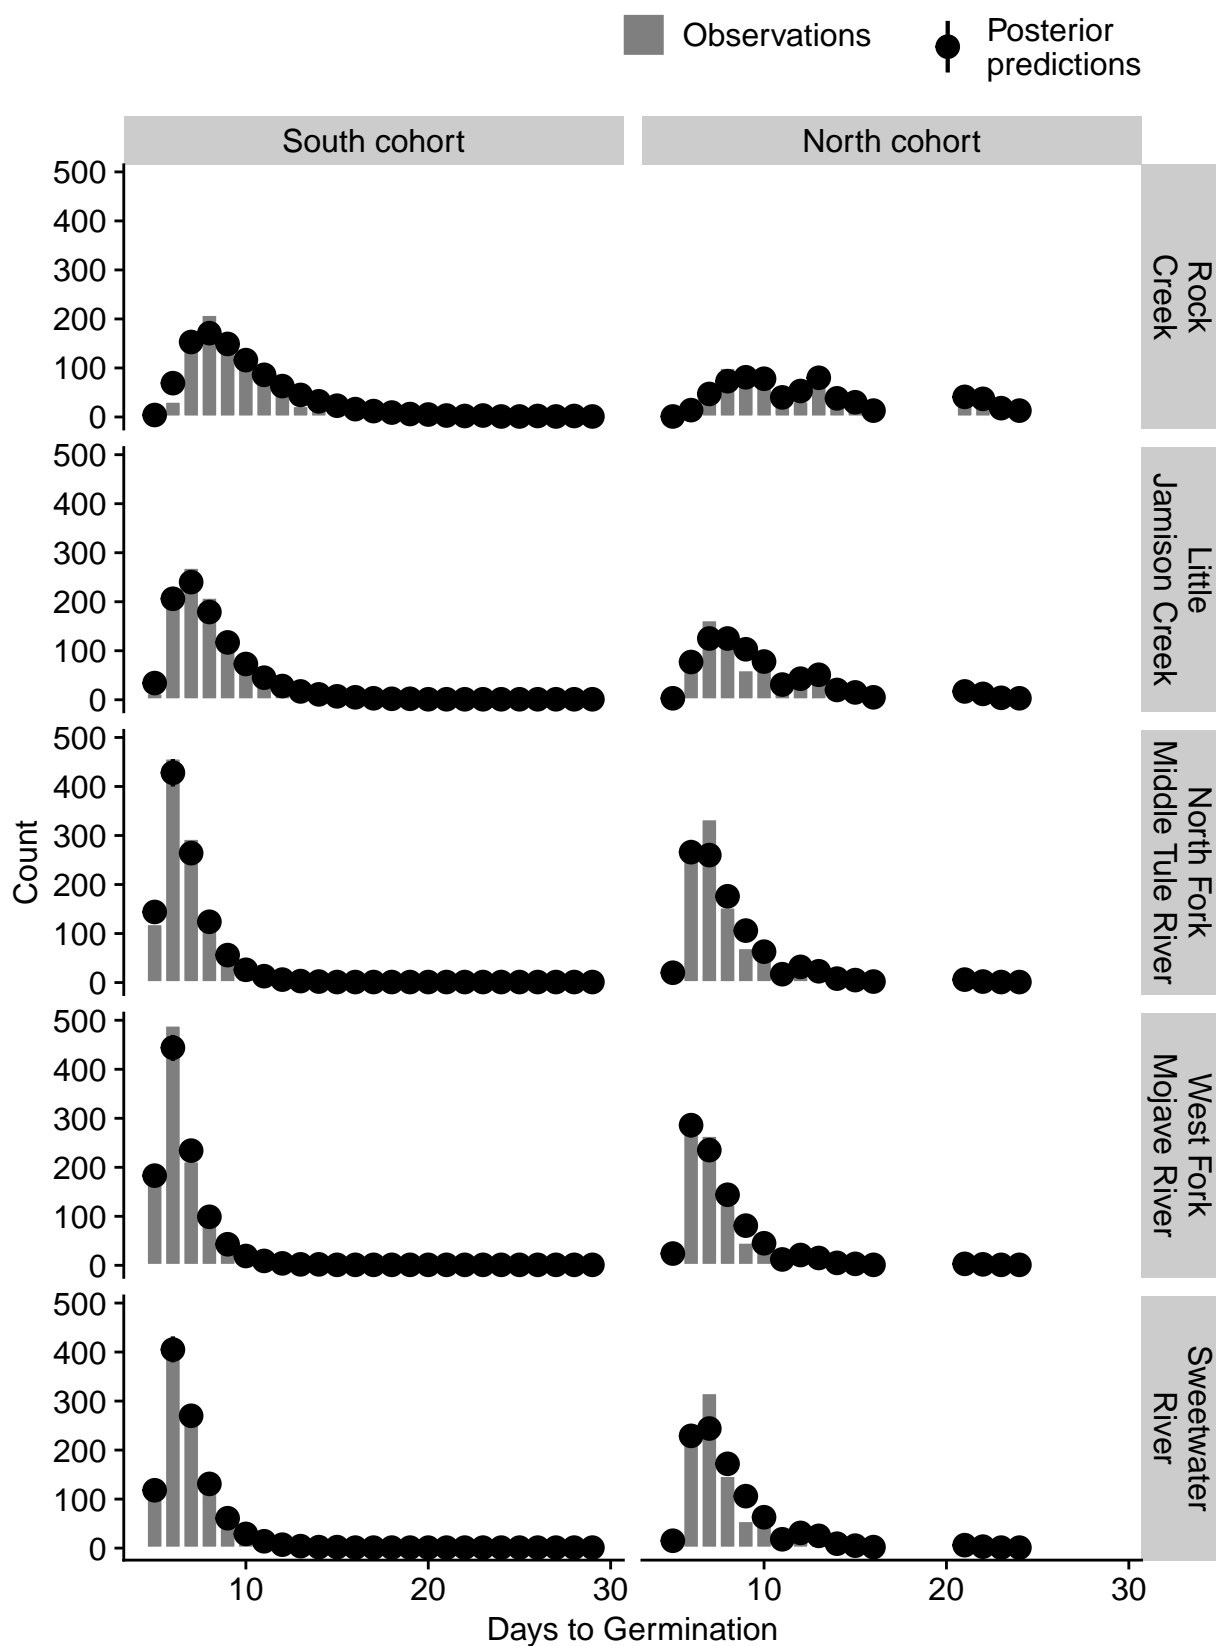 Observations
Posterior
predictions
South cohort
North cohort
500
400
300
200
100
0
Rock
Creek
500
400
300
200
100
0
Little
Jamison Creek
500
400
300
200
100
0
North Fork
Middle Tule River
Count
500
400
300
200
100
0
West Fork
Mojave River
500
400
300
200
100
0
Sweetwater
River
10
20
30
10
20
30
Days to Germination